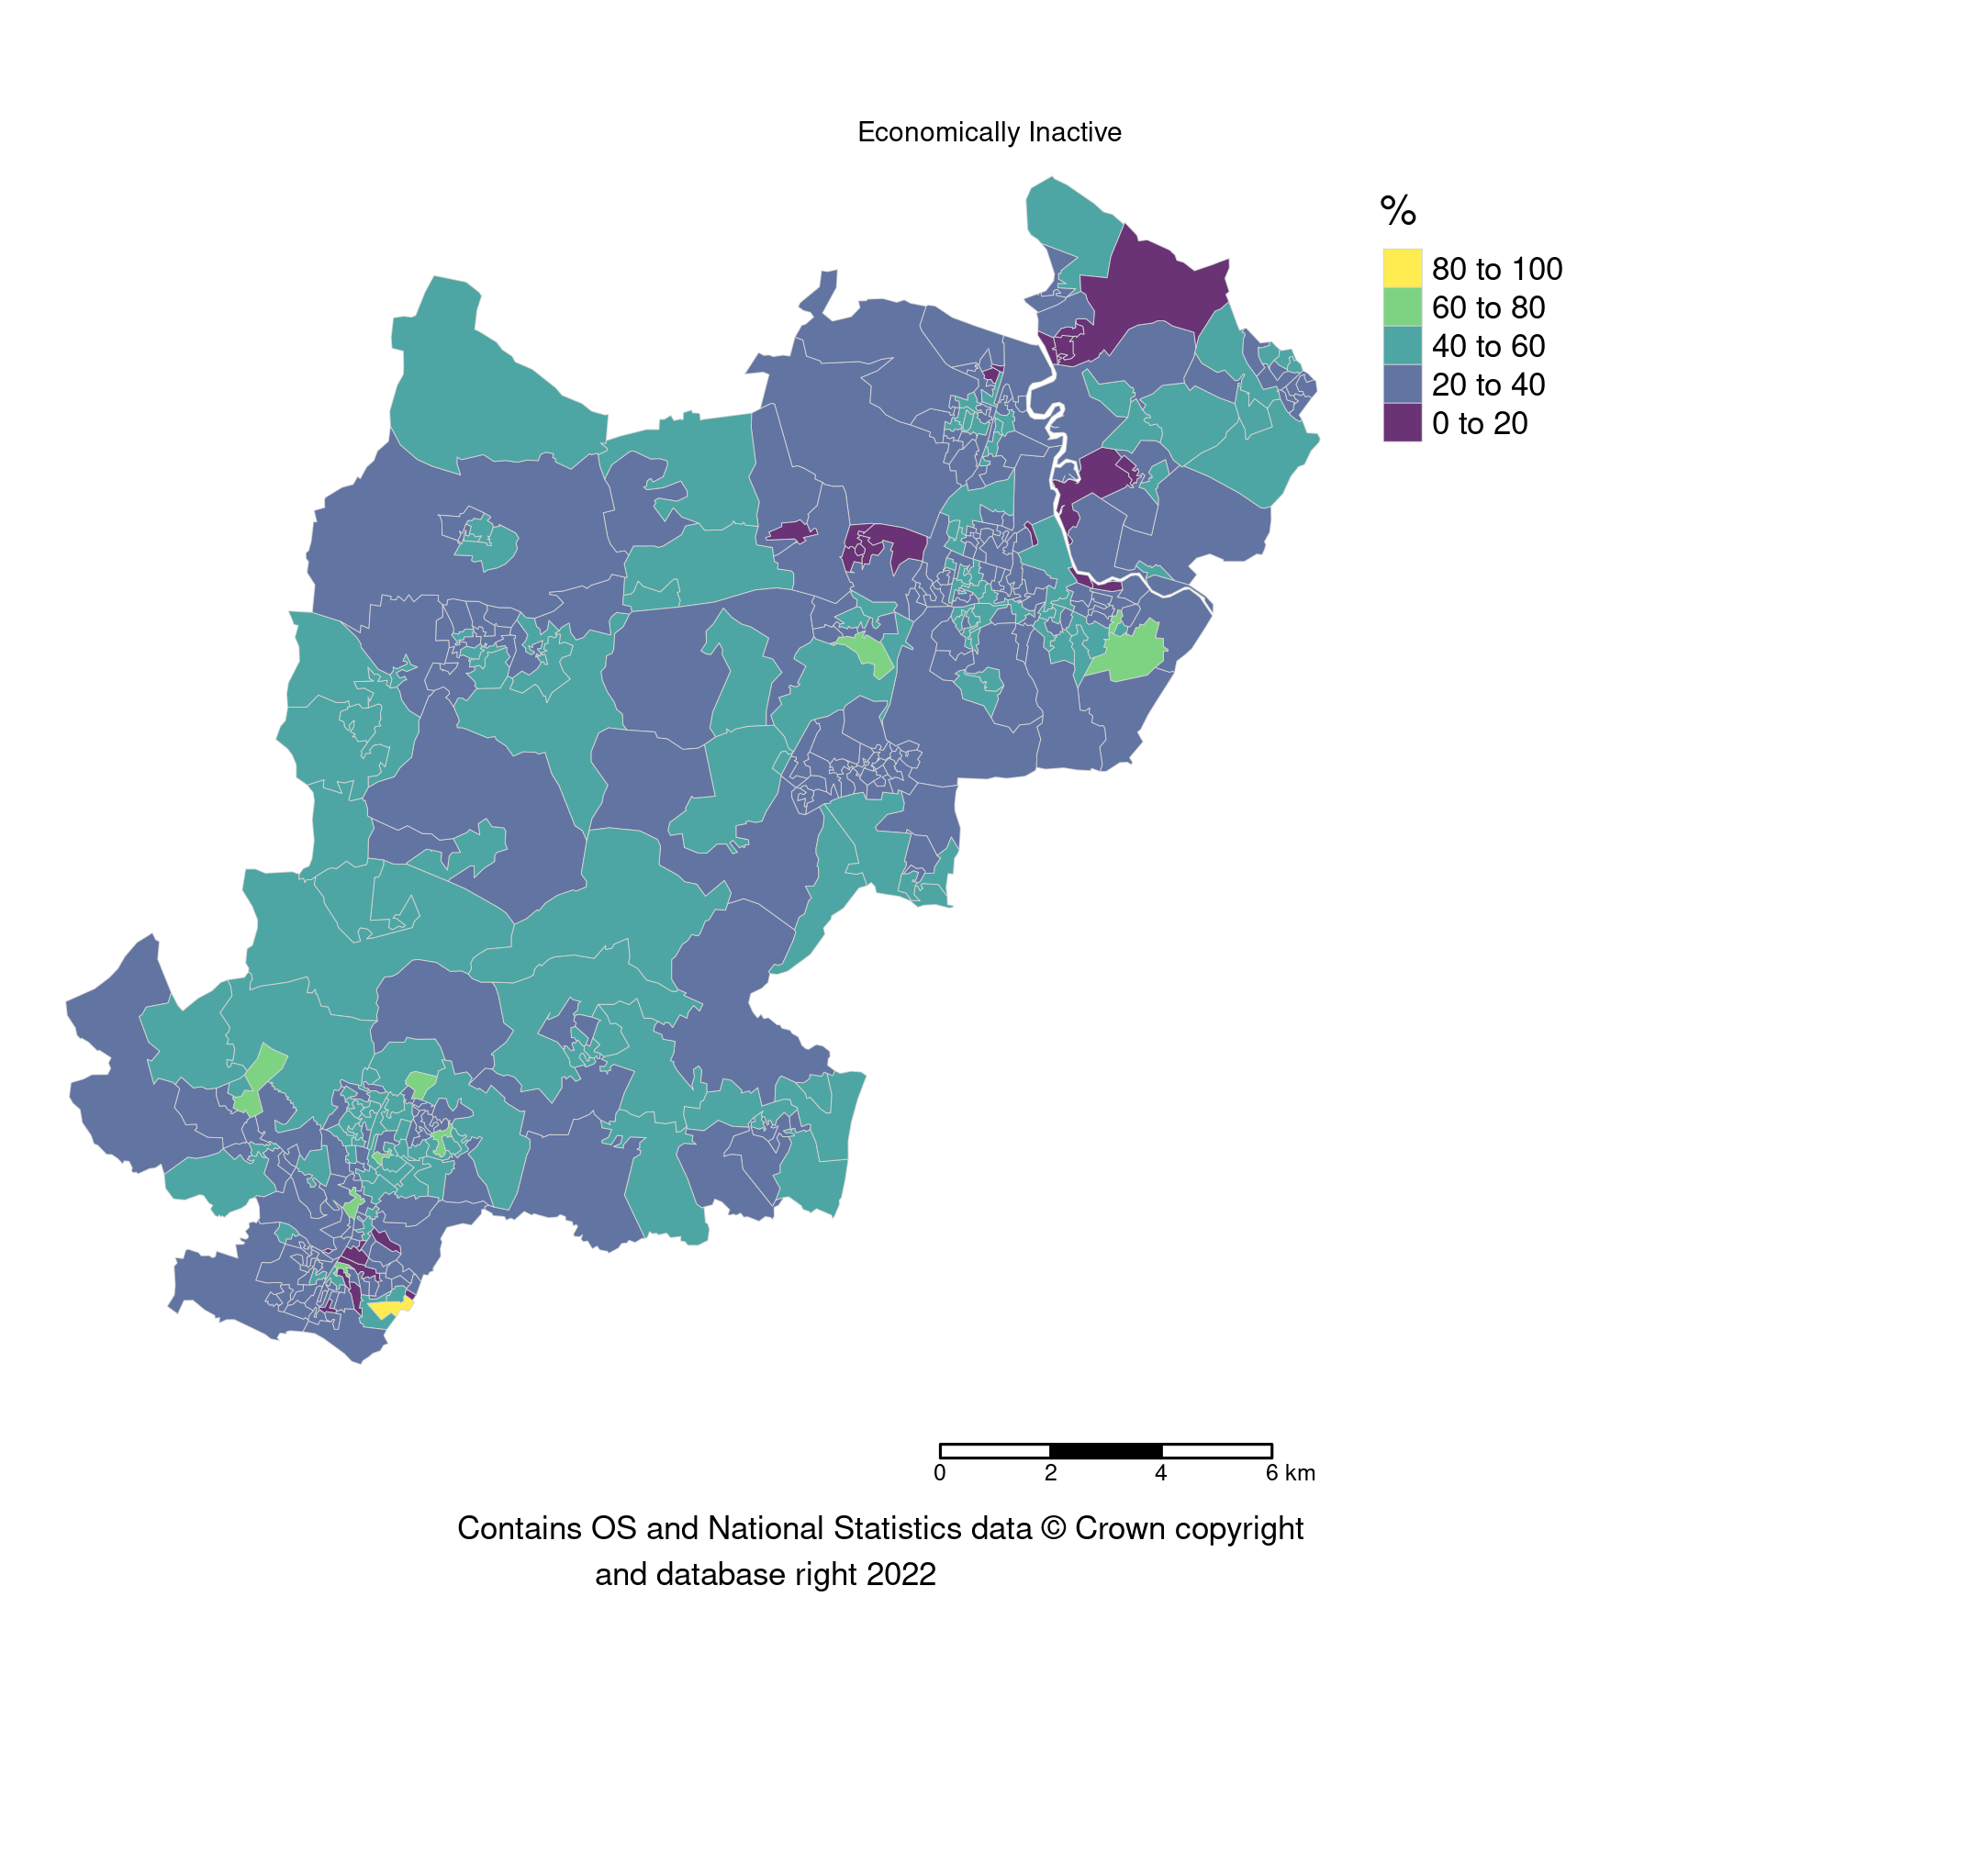 Economically Inactive
%
80 to 100
60 to 80
40 to 60
20 to 40
0 to 20
0 2 4 6 km
Contains OS and National Statistics data © Crown copyright
and database right 2022